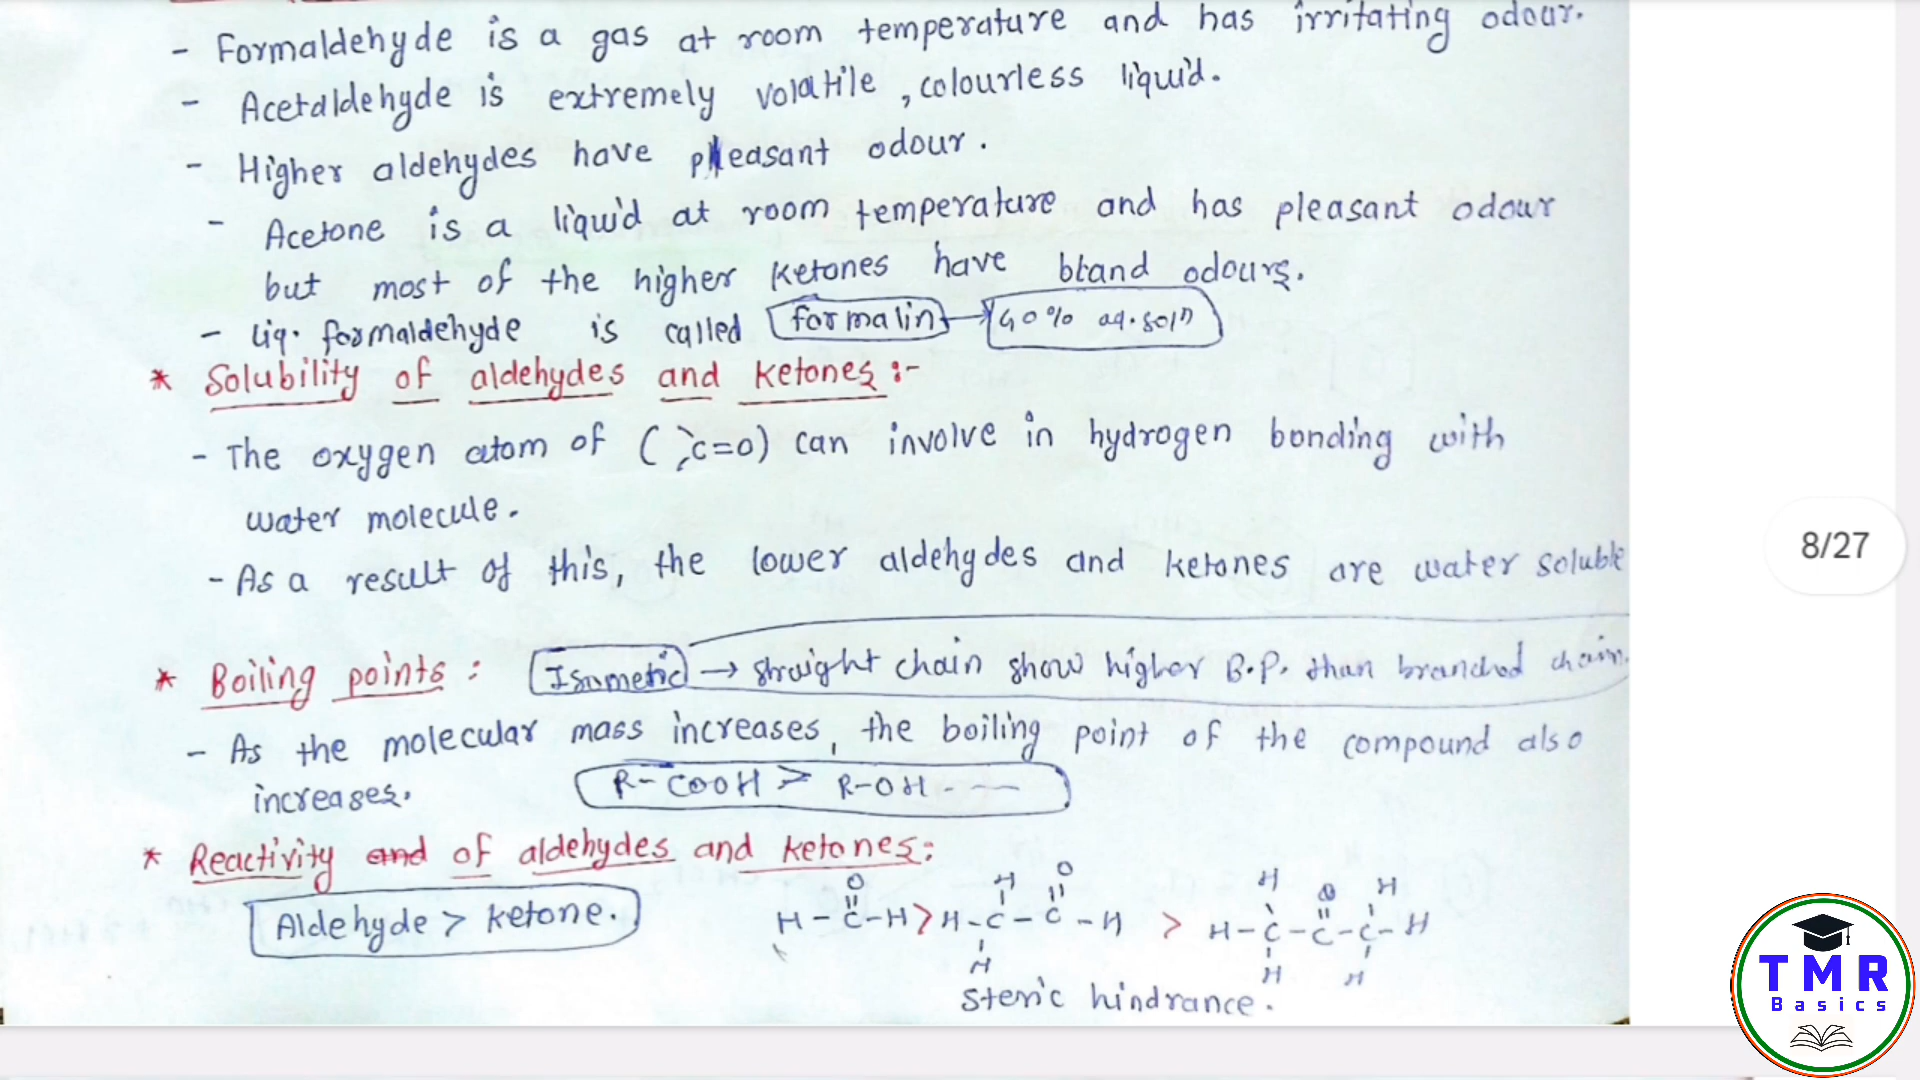 - Formaldehyde is a gas at room temperature and has irritating odour.
- Acetaldehyde is extremely volatile, colourless liquid.
- Higher aldehydes have pleasant odour.
- Acetone is a liquid at room temperature and has pleasant odour
but most of the higher ketones have bland odours.
- liq. formaldehyde is called formalin → 40% aq. soln
* Solubility of aldehydes and ketones :-
- The oxygen atom of ( >C=O) can involve in hydrogen bonding with
water molecule.
- As a result of this, the lower aldehydes and ketones are water soluble
* Boiling points : Isometic → straight chain show higher B.P. than branched chain.
- As the molecular mass increases, the boiling point of the compound also
increases. R-COOH > R-OH - - —
* Reactivity and of aldehydes and ketones:
O H O H O H
|| | || | || |
Aldehyde > ketone. H - C - H > H - C - C - H > H - C - C - C - H
H H H
Steric hindrance.
8/27
TMR
Basics